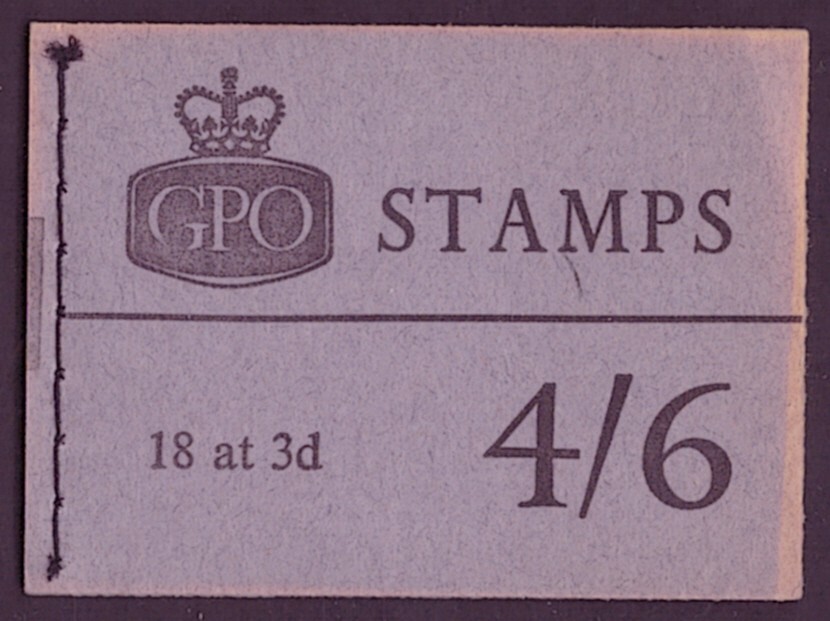 GPO STAMPS
18 at 3d 4/6